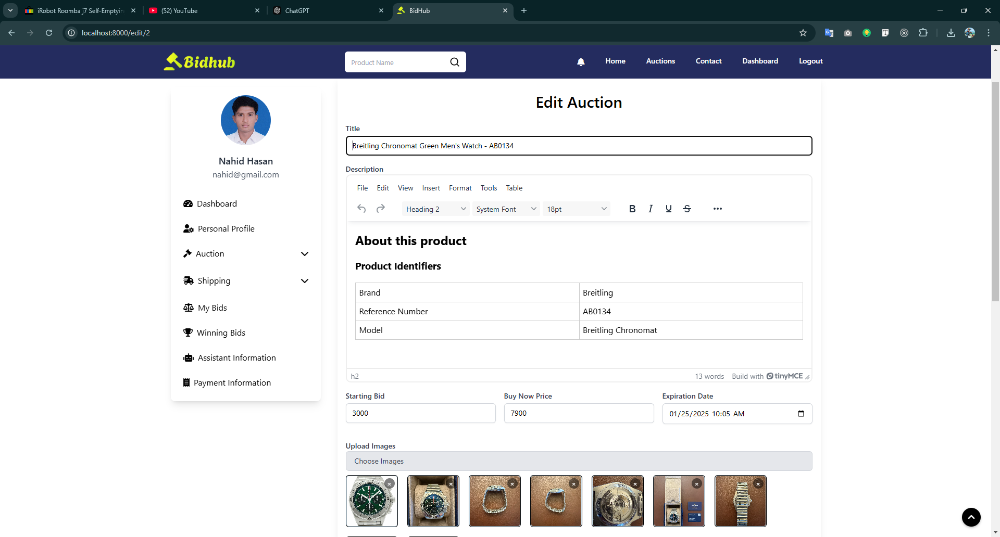 iRobot Roomba j7 Self-Emptyin
(52) YouTube
ChatGPT
BidHub
localhost:8000/edit/2
Bidhub
Product Name
Home
Auctions
Contact
Dashboard
Logout
Nahid Hasan
nahid@gmail.com
Dashboard
Personal Profile
Auction
Shipping
My Bids
Winning Bids
Assistant Information
Payment Information
Edit Auction
Title
Breitling Chronomat Green Men's Watch - AB0134
Description
File Edit View Insert Format Tools Table
Heading 2 System Font 18pt B I U S
About this product
Product Identifiers
Brand Breitling
Reference Number AB0134
Model Breitling Chronomat
h2 13 words Build with tinyMCE
Starting Bid Buy Now Price Expiration Date
3000 7900 01/25/2025 10:05 AM
Upload Images
Choose Images